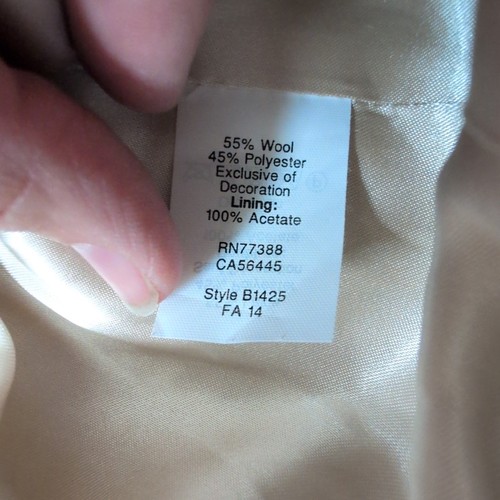 55% Wool
45% Polyester
Exclusive of
Decoration
Lining:
100% Acetate
RN77388
CA56445
Style B1425
FA 14